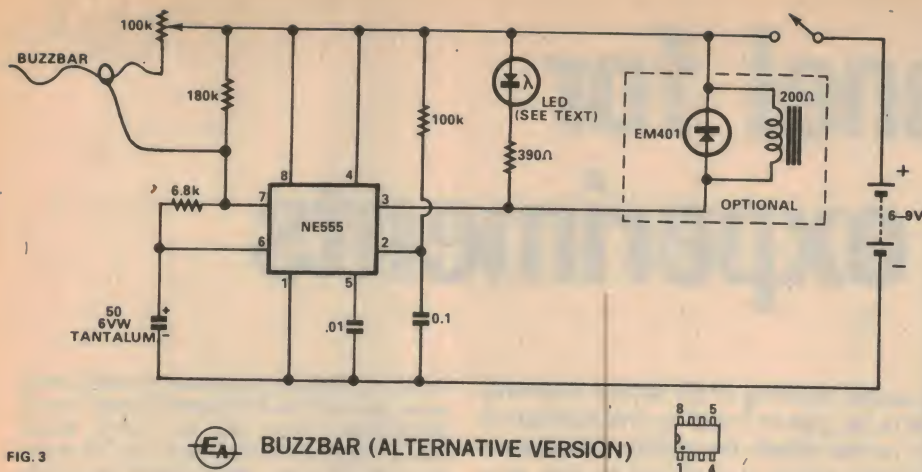 100k
BUZZBAR
180k
100k
λ
LED
(SEE TEXT)
390Ω
200Ω
EM401
OPTIONAL
+
6–9V
−
6.8k
7
8
4
3
NE555
6
2
1
5
50
6VW
TANTALUM
+
−
.01
0.1
8 5
1 4
FIG. 3
EA BUZZBAR (ALTERNATIVE VERSION)